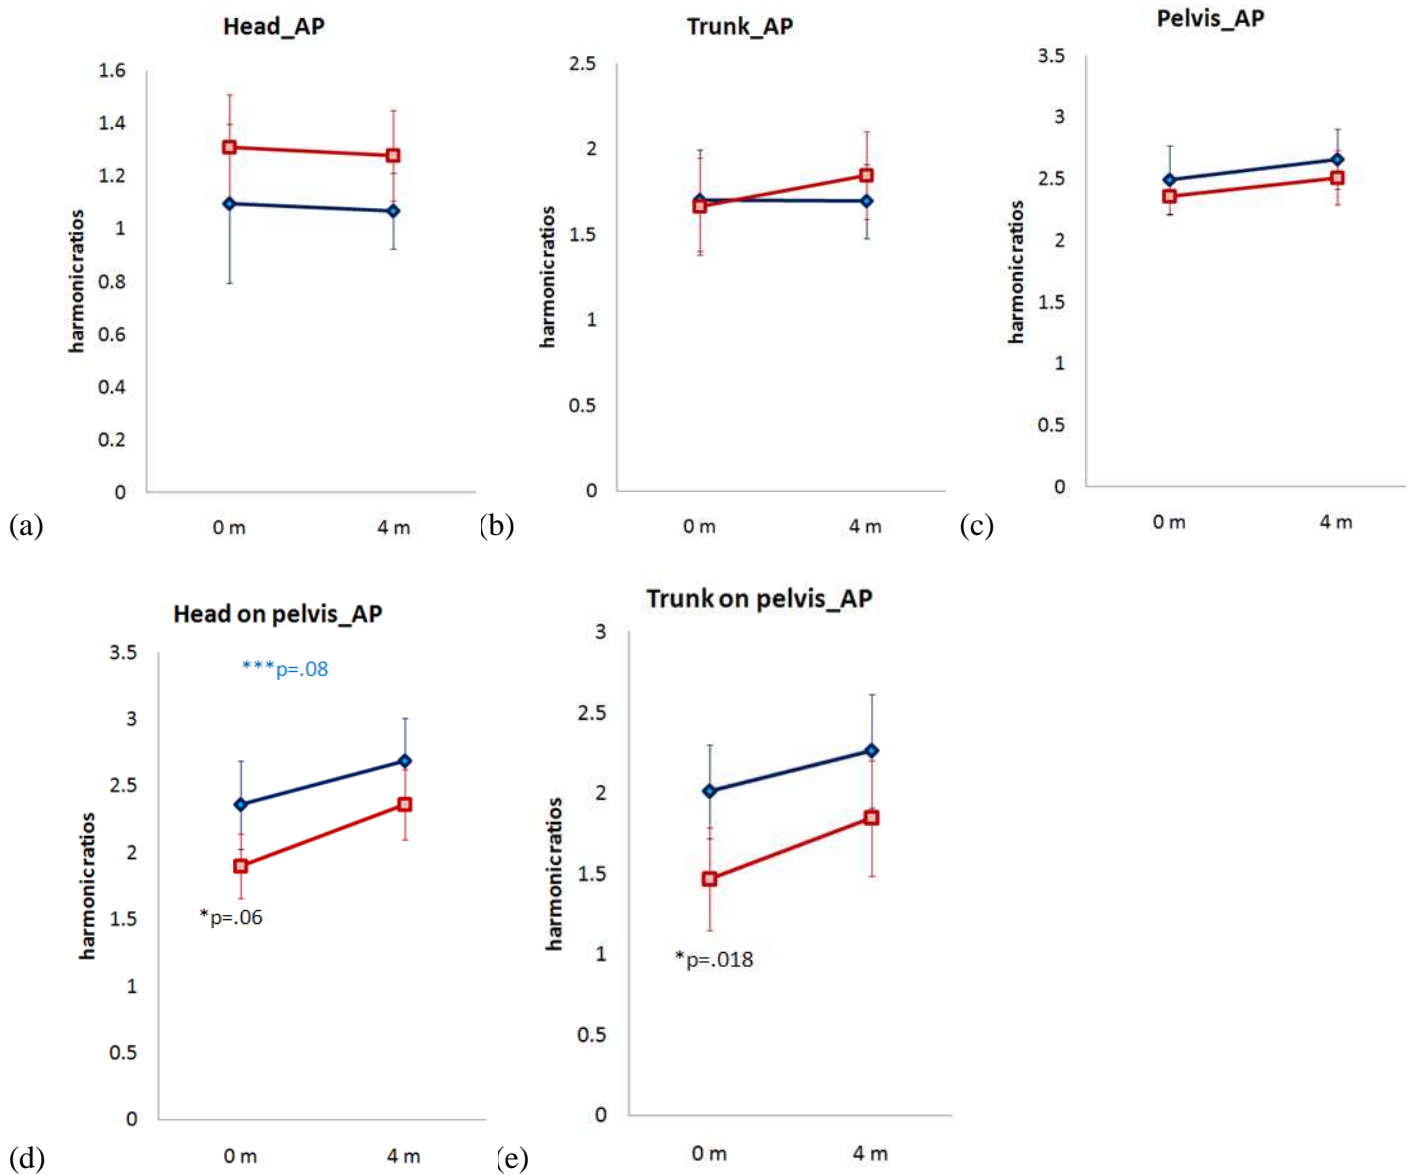 Head_AP
1.6
1.4
1.2
1
0.8
0.6
0.4
0.2
0
harmonicratios
0 m 4 m
(a)
Trunk_AP
2.5
2
1.5
1
0.5
0
harmonicratios
0 m 4 m
(b)
Pelvis_AP
3.5
3
2.5
2
1.5
1
0.5
0
harmonicratios
0 m 4 m
(c)
Head on pelvis_AP
***p=.08
3.5
3
2.5
2
1.5
1
0.5
0
harmonicratios
*p=.06
0 m 4 m
(d)
Trunk on pelvis_AP
3
2.5
2
1.5
1
0.5
0
harmonicratios
*p=.018
0 m 4 m
(e)